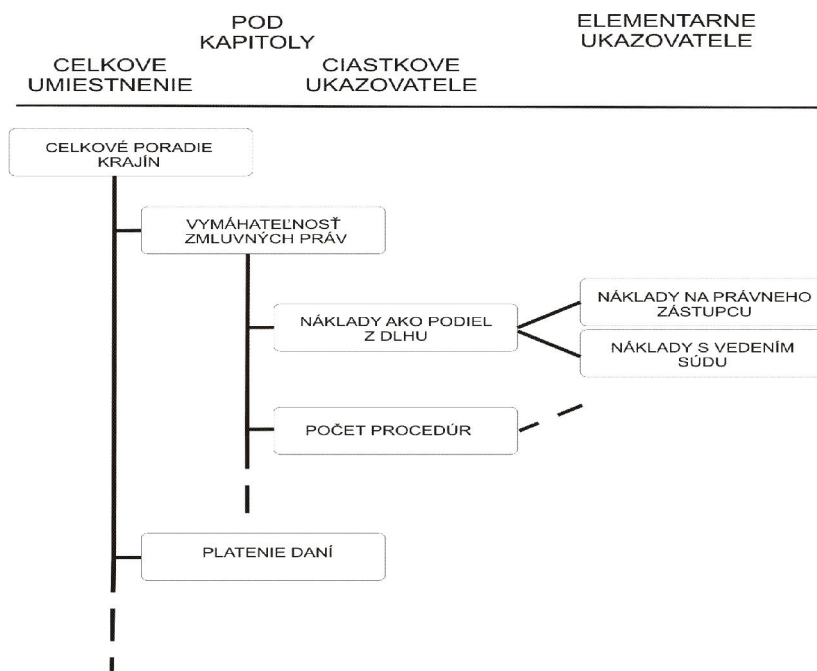 POD
KAPITOLY
ELEMENTARNE
UKAZOVATELE
CELKOVE
UMIESTNENIE
CIASTKOVE
UKAZOVATELE
CELKOVÉ PORADIE
KRAJÍN
VYMÁHATEĽNOSŤ
ZMLUVNÝCH PRÁV
NÁKLADY AKO PODIEL
Z DLHU
NÁKLADY NA PRÁVNEHO
ZÁSTUPCU
NÁKLADY S VEDENÍM
SÚDU
POČET PROCEDÚR
PLATENIE DANÍ